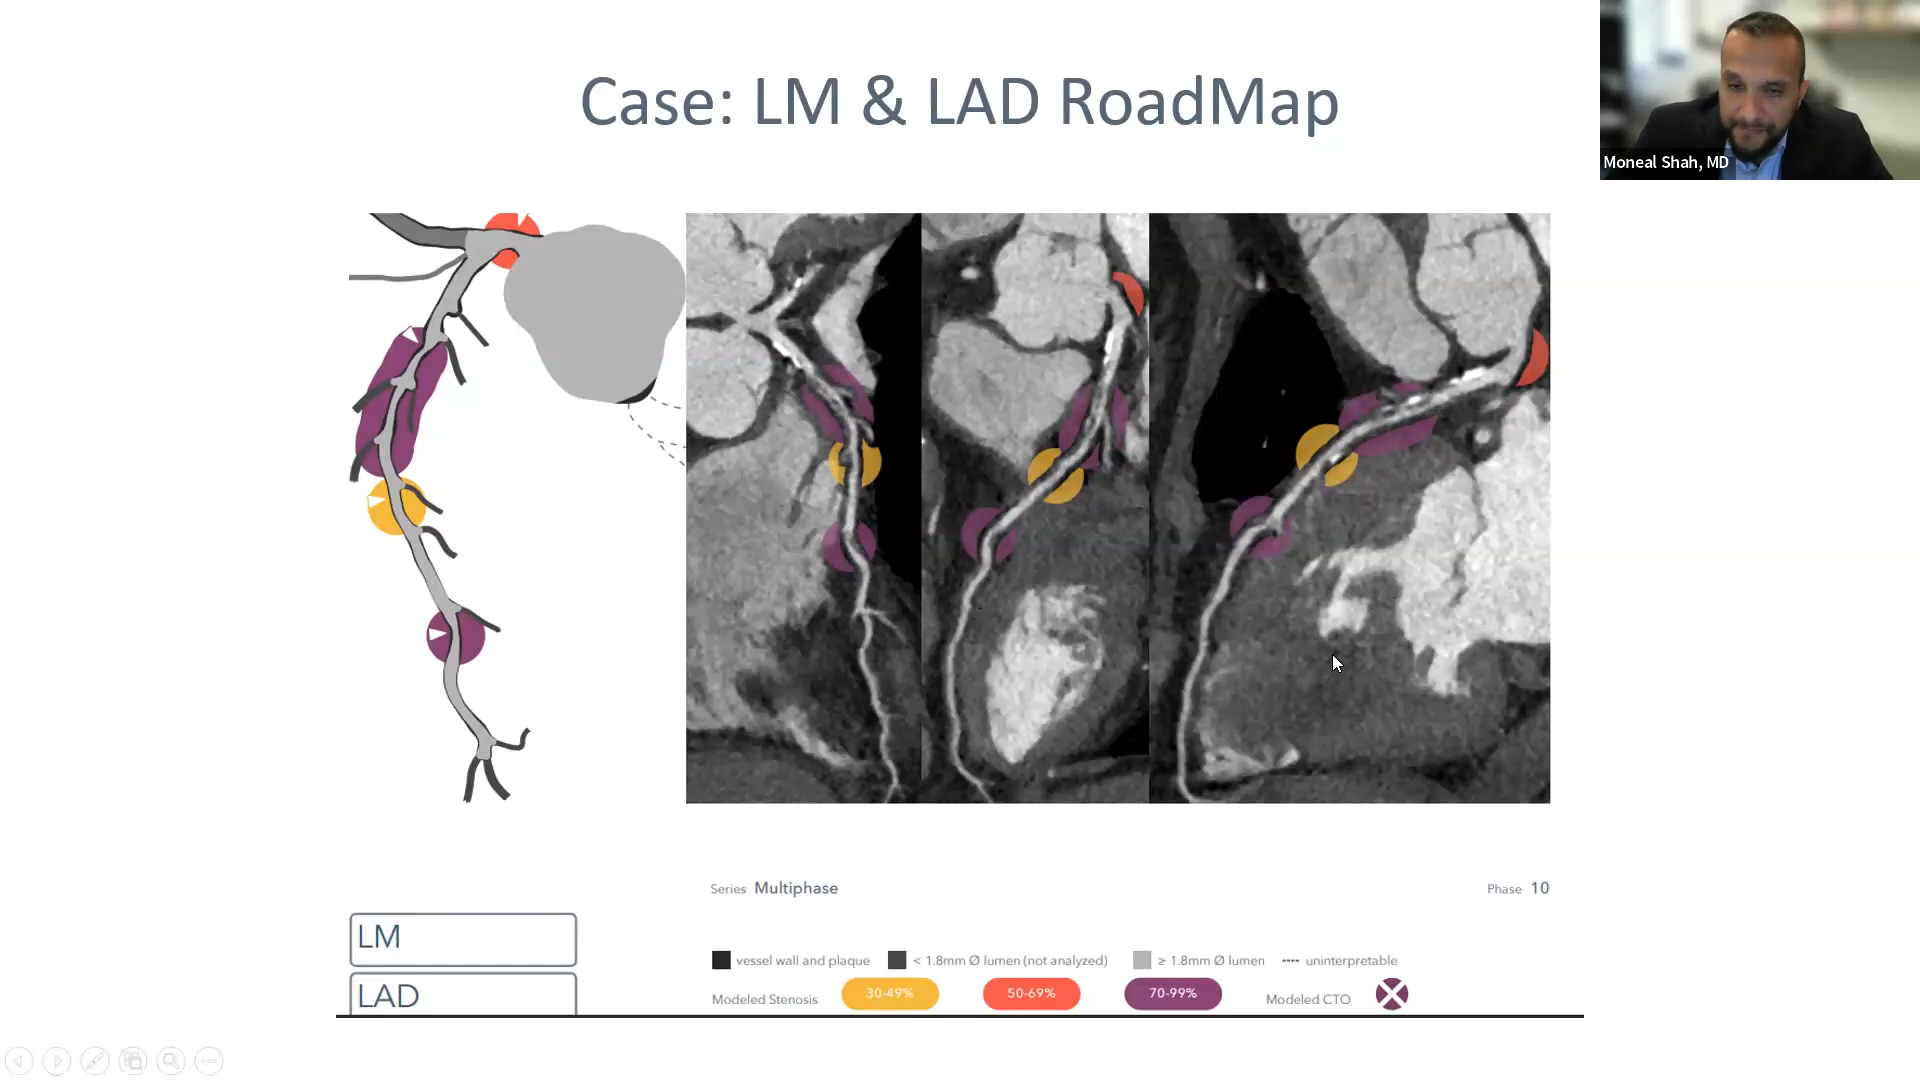 Case: LM & LAD RoadMap
Moneal Shah, MD
Series Multiphase
Phase 10
LM
LAD
vessel wall and plaque
< 1.8mm Ø lumen (not analyzed)
≥ 1.8mm Ø lumen
uninterpretable
Modeled Stenosis
30-49%
50-69%
70-99%
Modeled CTO